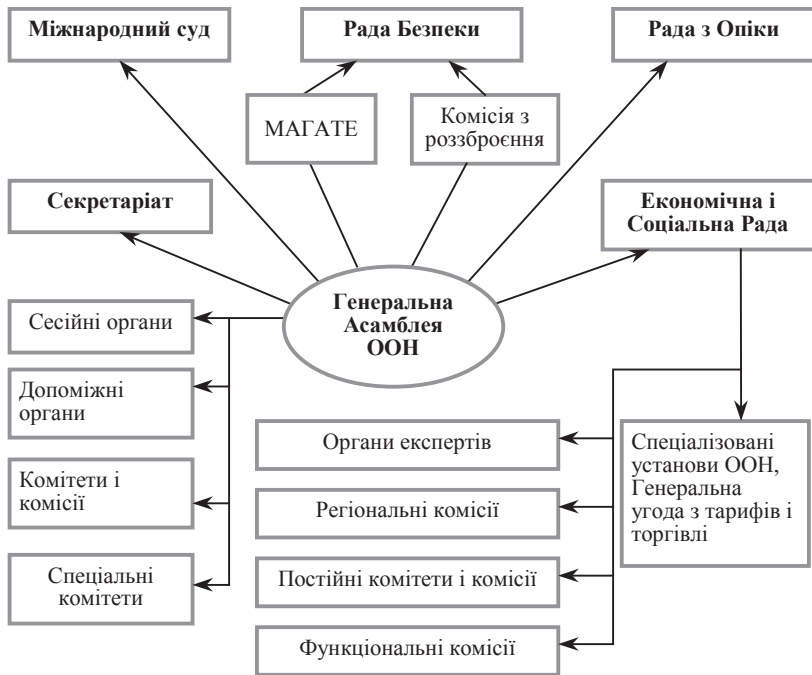 Міжнародний суд
Рада Безпеки
Рада з Опіки
МАГАТЕ
Комісія з
роззброєння
Секретаріат
Економічна і
Соціальна Рада
Генеральна
Асамблея
ООН
Сесійні органи
Допоміжні
органи
Комітети і
комісії
Спеціальні
комітети
Органи експертів
Регіональні комісії
Постійні комітети і комісії
Функціональні комісії
Спеціалізовані
установи ООН,
Генеральна
угода з тарифів і
торгівлі